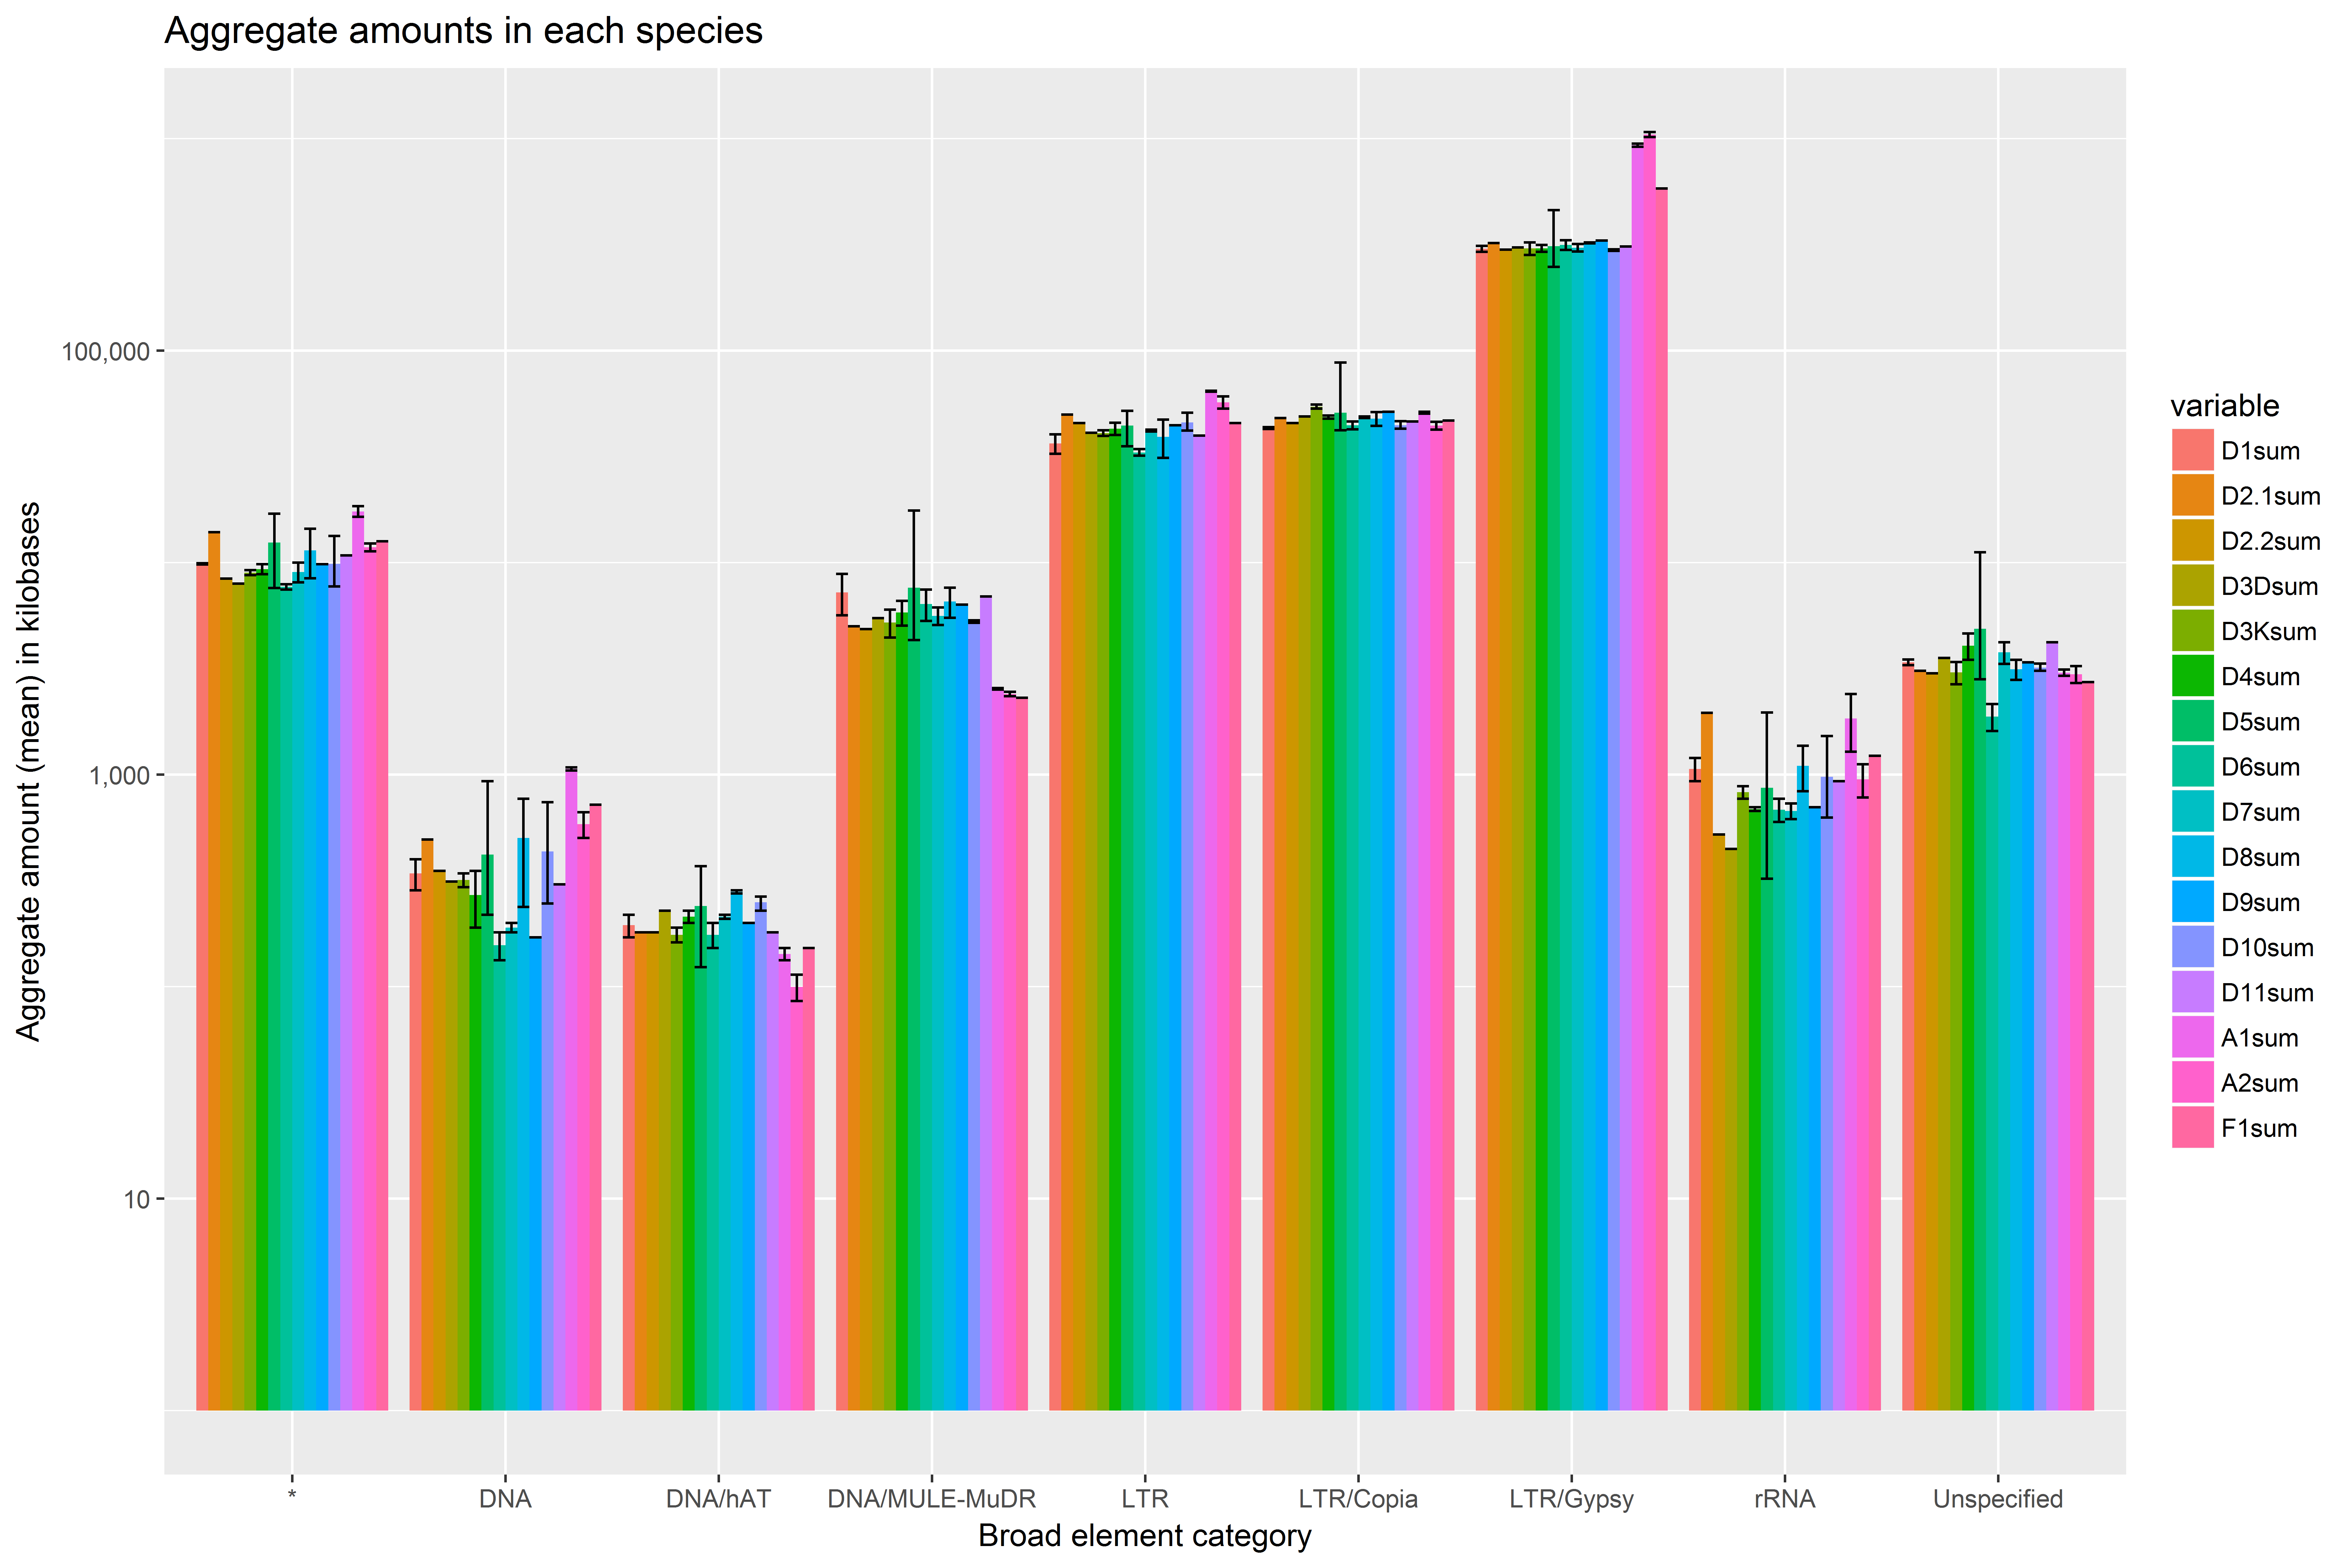 Aggregate amounts in each species
Aggregate amount (mean) in kilobases
100,000
1,000
10
*
DNA
DNA/hAT
DNA/MULE-MuDR
LTR
LTR/Copia
LTR/Gypsy
rRNA
Unspecified
Broad element category
variable
D1sum
D2.1sum
D2.2sum
D3Dsum
D3Ksum
D4sum
D5sum
D6sum
D7sum
D8sum
D9sum
D10sum
D11sum
A1sum
A2sum
F1sum